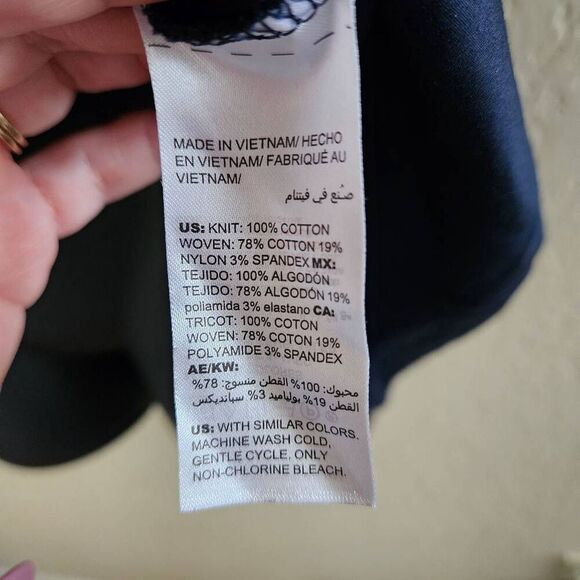 MADE IN VIETNAM/ HECHO
EN VIETNAM/ FABRIQUÉ AU
VIETNAM/
صُنع في فيتنام
US: KNIT: 100% COTTON
WOVEN: 78% COTTON 19%
NYLON 3% SPANDEX MX:
TEJIDO: 100% ALGODÓN
TEJIDO: 78% ALGODÓN 19%
poliamida 3% elastano CA:
TRICOT: 100% COTON
WOVEN: 78% COTON 19%
POLYAMIDE 3% SPANDEX
AE/KW:
محبوك: 100% القطن منسوج: 78%
القطن 19% بوليأميد 3% سبانديكس
US: WITH SIMILAR COLORS.
MACHINE WASH COLD,
GENTLE CYCLE, ONLY
NON-CHLORINE BLEACH.